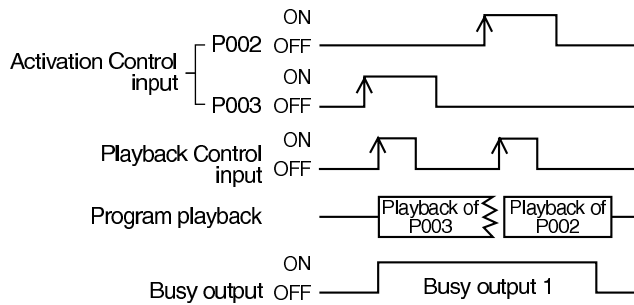 ON
P002 OFF
Activation Control
input
ON
P003 OFF
ON
Playback Control
input
OFF
Program playback
Playback of
P003
Playback of
P002
ON
Busy output OFF
Busy output 1